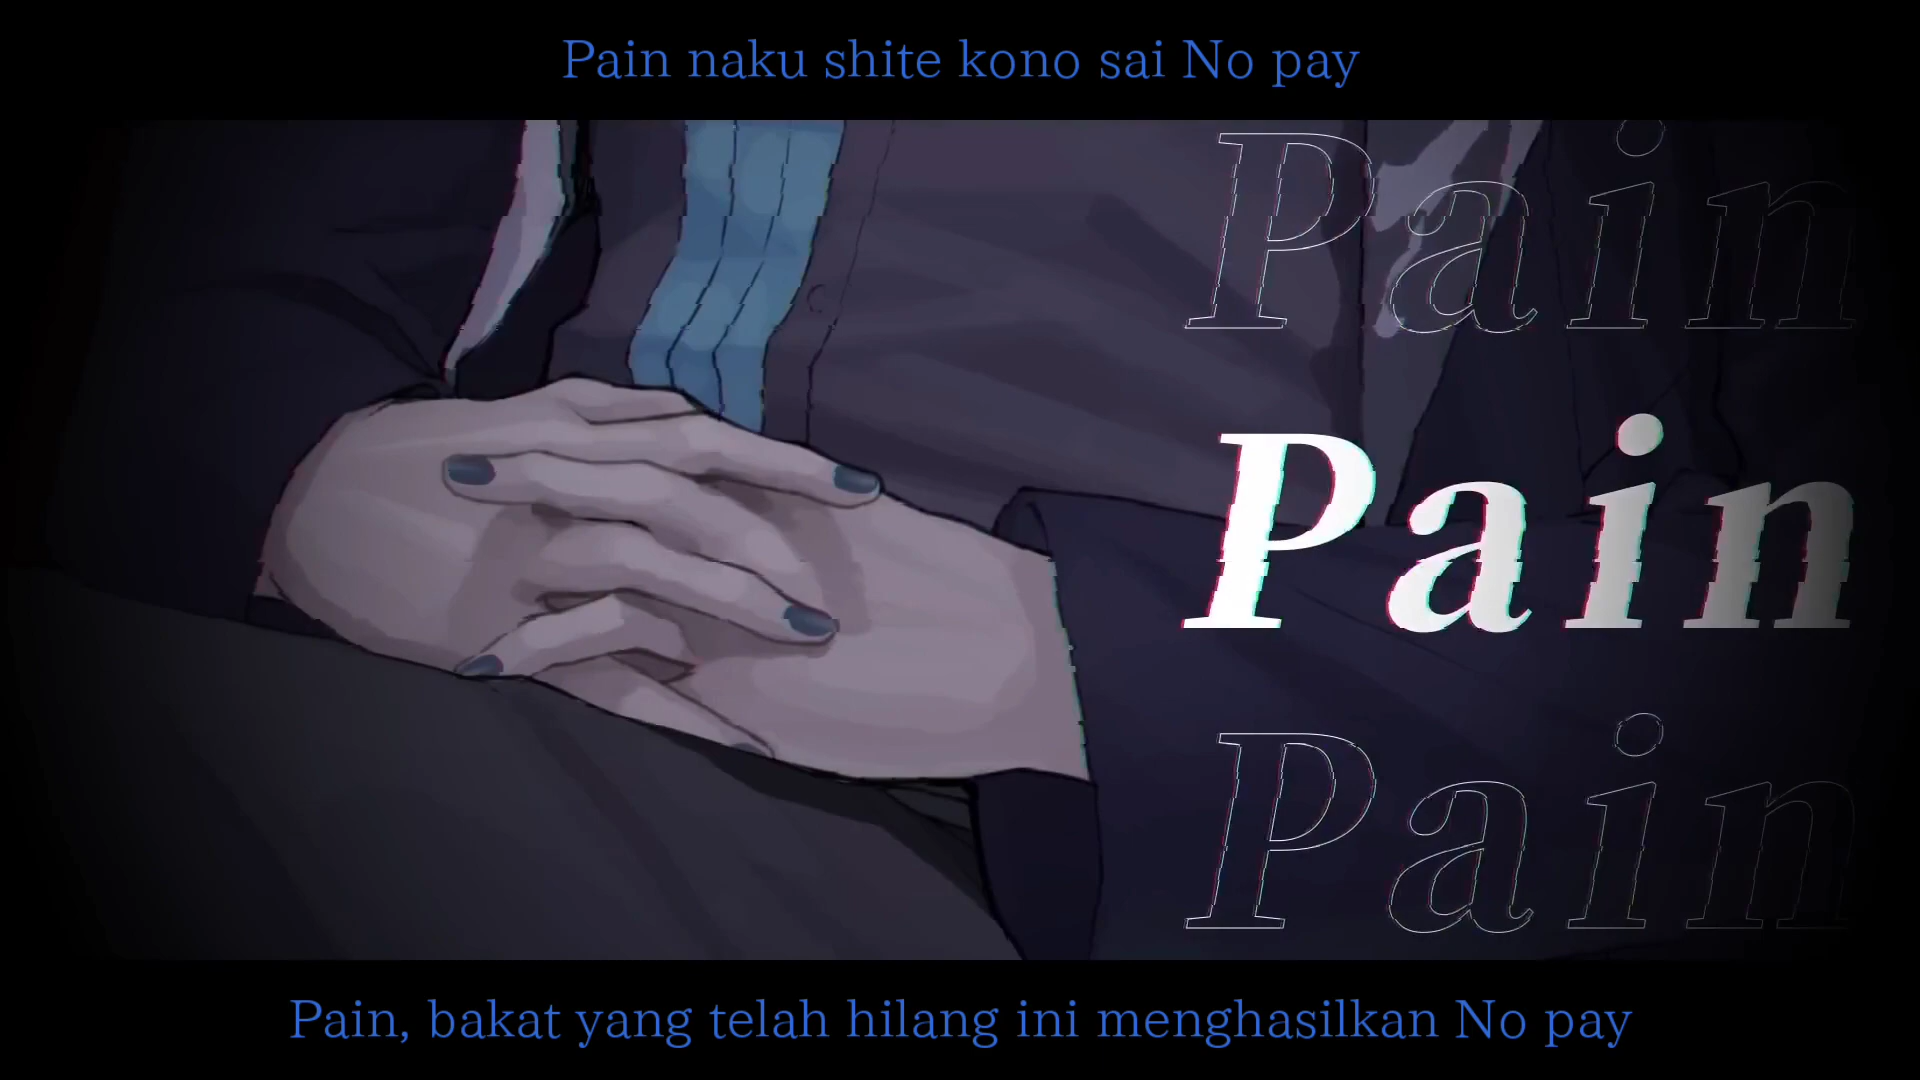 Pain naku shite kono sai No pay
Pain
Pain
Pain
Pain, bakat yang telah hilang ini menghasilkan No pay